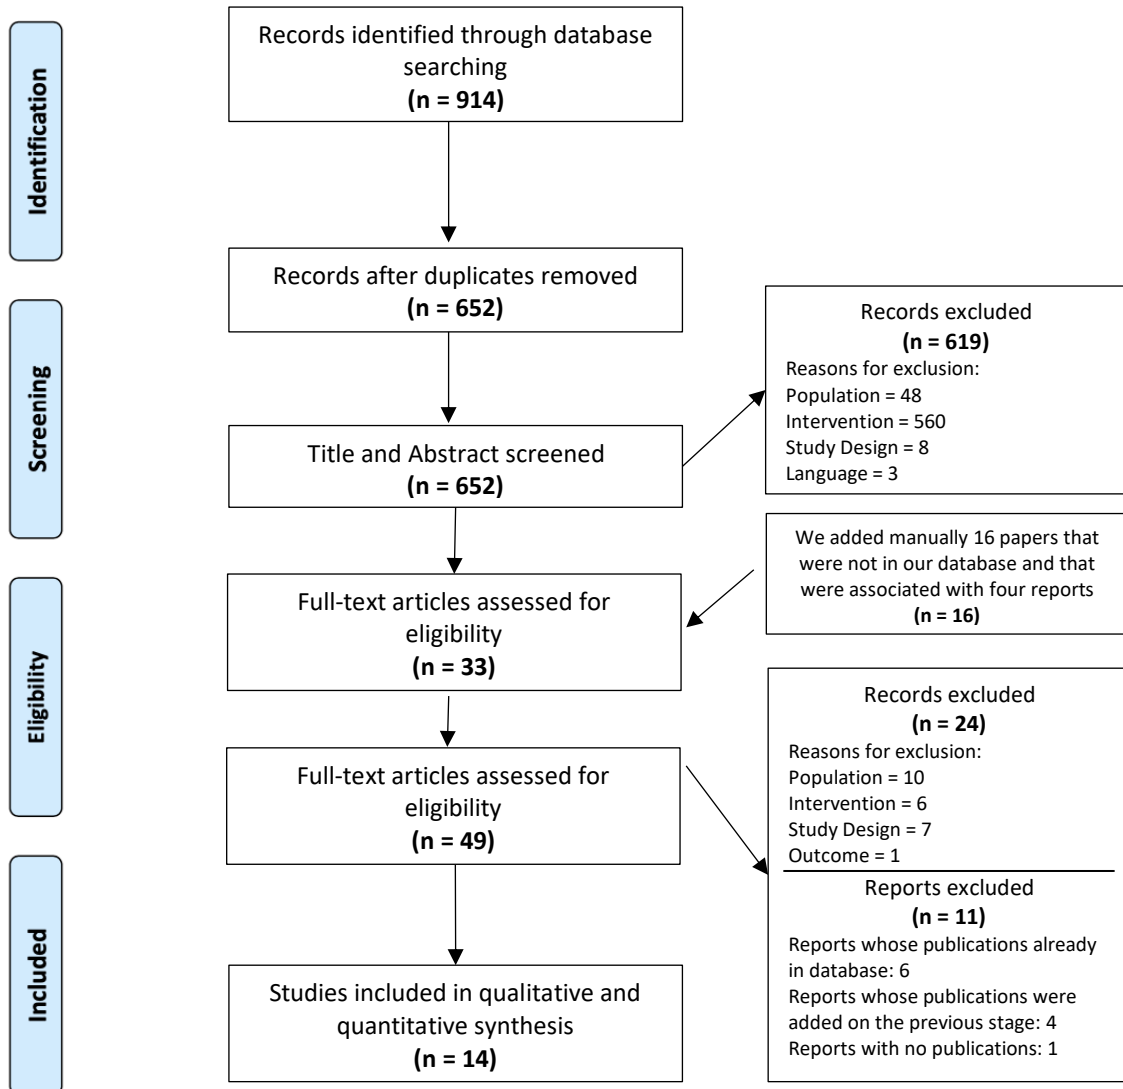 Identification
Records identified through database
searching
(n = 914)
Records after duplicates removed
(n = 652)
Screening
Records excluded
(n = 619)
Reasons for exclusion:
Population = 48
Intervention = 560
Study Design = 8
Language = 3
Title and Abstract screened
(n = 652)
We added manually 16 papers that
were not in our database and that
were associated with four reports
(n = 16)
Eligibility
Full-text articles assessed for
eligibility
(n = 33)
Full-text articles assessed for
eligibility
(n = 49)
Records excluded
(n = 24)
Reasons for exclusion:
Population = 10
Intervention = 6
Study Design = 7
Outcome = 1
Reports excluded
(n = 11)
Reports whose publications already
in database: 6
Reports whose publications were
added on the previous stage: 4
Reports with no publications: 1
Included
Studies included in qualitative and
quantitative synthesis
(n = 14)